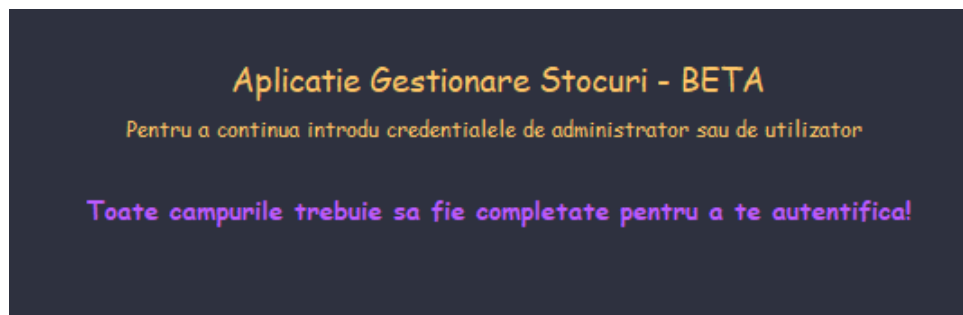 Aplicatie Gestionare Stocuri - BETA
Pentru a continua introdu credentialele de administrator sau de utilizator
Toate campurile trebuie sa fie completate pentru a te autentifica!